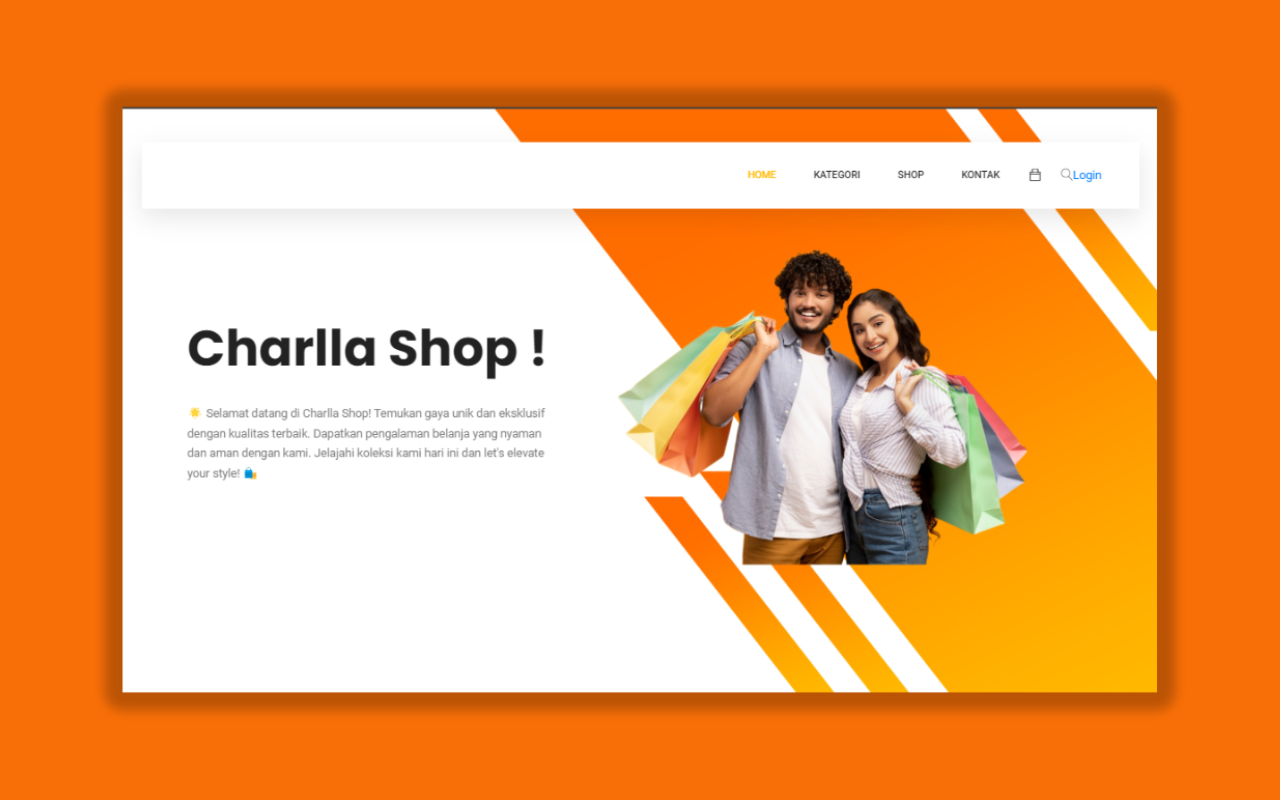 HOME KATEGORI SHOP KONTAK Login
Charlla Shop !
🌟 Selamat datang di Charlla Shop! Temukan gaya unik dan eksklusif
dengan kualitas terbaik. Dapatkan pengalaman belanja yang nyaman
dan aman dengan kami. Jelajahi koleksi kami hari ini dan let's elevate
your style! 🛍️